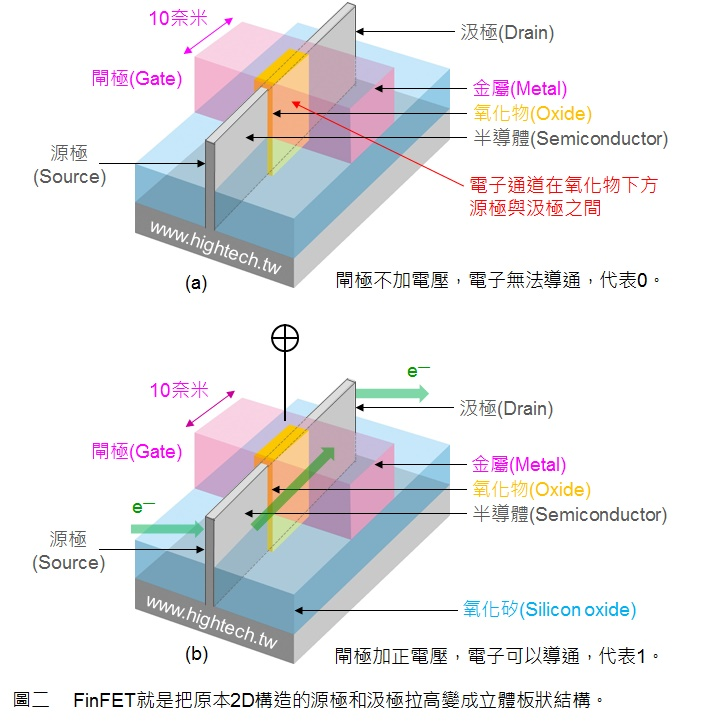 10奈米
汲極(Drain)
閘極(Gate)
金屬(Metal)
氧化物(Oxide)
半導體(Semiconductor)
源極
(Source)
電子通道在氧化物下方
源極與汲極之間
www.hightech.tw
(a)
閘極不加電壓，電子無法導通，代表0。
e—
10奈米
汲極(Drain)
閘極(Gate)
金屬(Metal)
氧化物(Oxide)
半導體(Semiconductor)
e—
源極
(Source)
www.hightech.tw
氧化矽(Silicon oxide)
(b)
閘極加正電壓，電子可以導通，代表1。
圖二 FinFET就是把原本2D構造的源極和汲極拉高變成立體板狀結構。